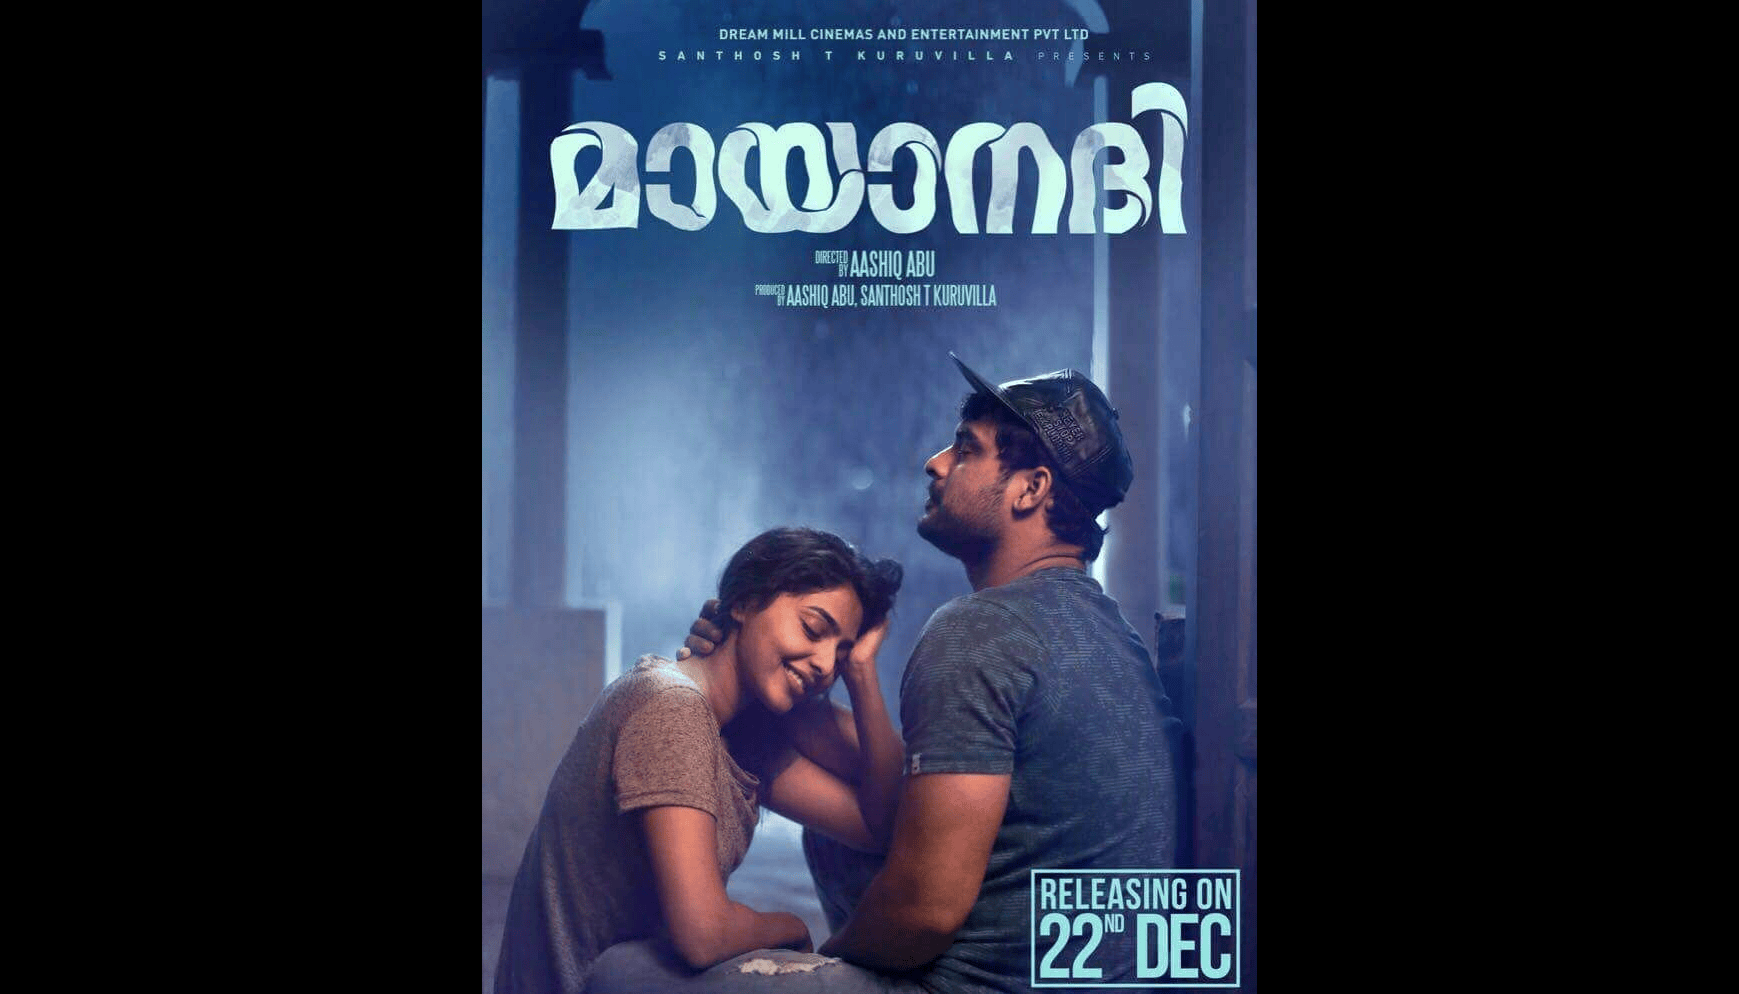 DREAM MILL CINEMAS AND ENTERTAINMENT PVT LTD
SANTHOSH T KURUVILLA PRESENTS
മായാനദി
DIRECTED BY AASHIQ ABU
PRODUCED BY AASHIQ ABU, SANTHOSH T KURUVILLA
RELEASING ON
22ND DEC